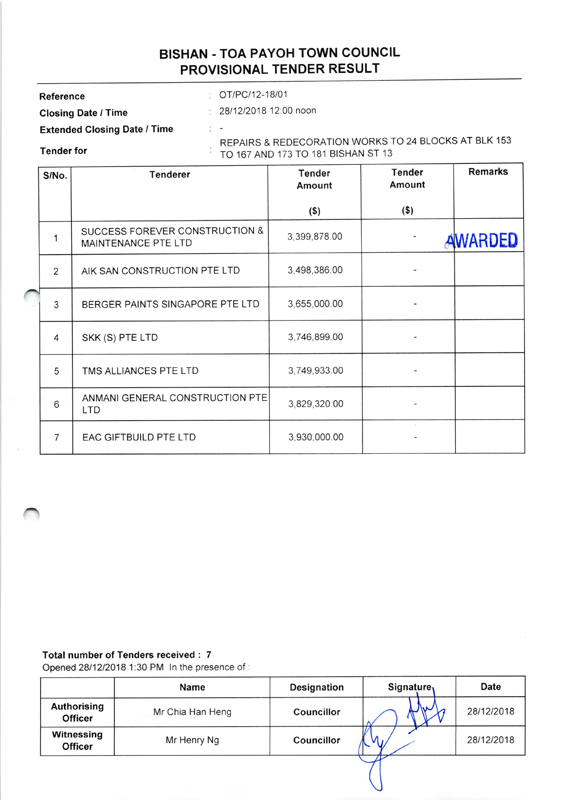 BISHAN - TOA PAYOH TOWN COUNCIL
PROVISIONAL TENDER RESULT
Reference : OT/PC/12-18/01
Closing Date / Time : 28/12/2018 12:00 noon
Extended Closing Date / Time : -
Tender for : REPAIRS & REDECORATION WORKS TO 24 BLOCKS AT BLK 153
TO 167 AND 173 TO 181 BISHAN ST 13
S/No. Tenderer Tender Amount ($) Tender Amount ($) Remarks
1 SUCCESS FOREVER CONSTRUCTION & 3,399,878.00 - AWARDED
MAINTENANCE PTE LTD
2 AIK SAN CONSTRUCTION PTE LTD 3,498,386.00 -
3 BERGER PAINTS SINGAPORE PTE LTD 3,655,000.00 -
4 SKK (S) PTE LTD 3,746,899.00 -
5 TMS ALLIANCES PTE LTD 3,749,933.00 -
6 ANMANI GENERAL CONSTRUCTION PTE 3,829,320.00 -
LTD
7 EAC GIFTBUILD PTE LTD 3,930,000.00 -
Total number of Tenders received : 7
Opened 28/12/2018 1:30 PM In the presence of :
Name Designation Signature Date
Authorising Officer Mr Chia Han Heng Councillor 28/12/2018
Witnessing Officer Mr Henry Ng Councillor 28/12/2018